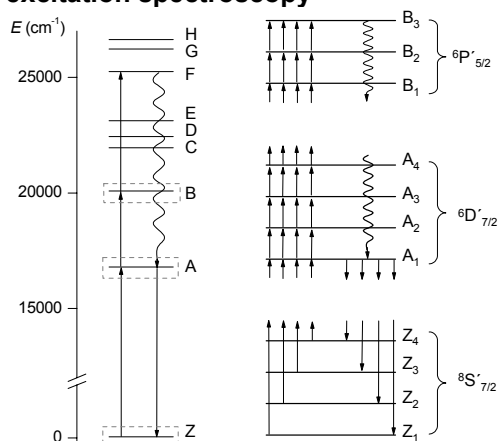 excitation spectroscopy
E (cm⁻¹)
H
G
25000
F
E
D
C
20000
B
A
15000
0
Z
B₃
B₂
B₁
⁶P´₅/₂
A₄
A₃
A₂
A₁
⁶D´₇/₂
Z₄
Z₃
Z₂
Z₁
⁸S´₇/₂